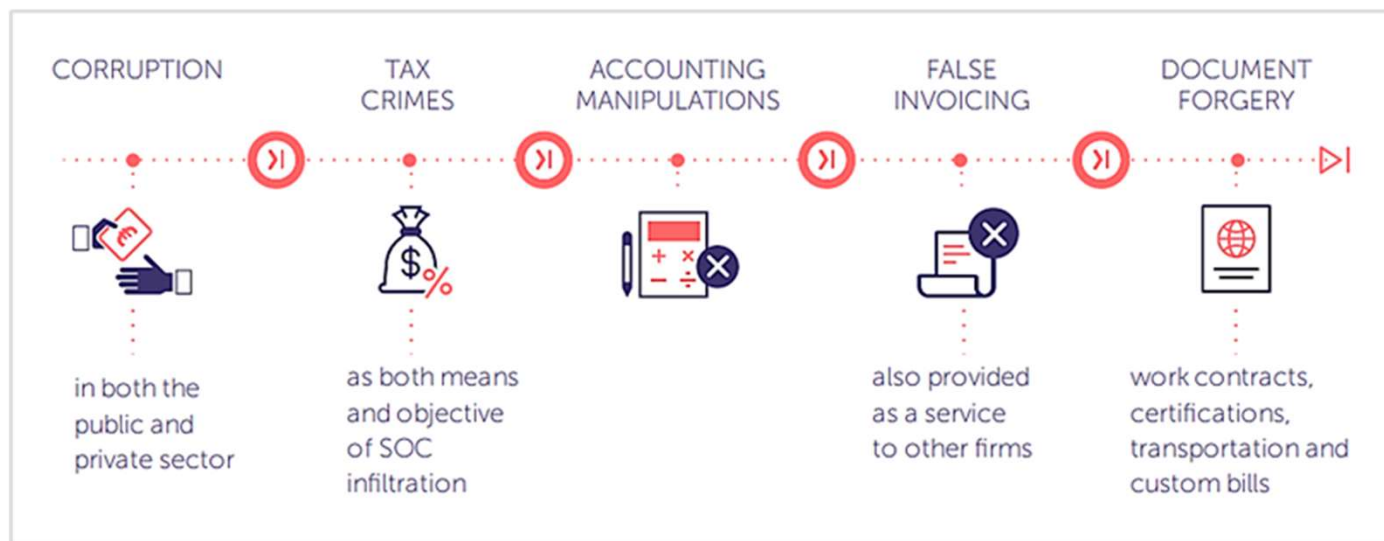 CORRUPTION
TAX
CRIMES
ACCOUNTING
MANIPULATIONS
FALSE
INVOICING
DOCUMENT
FORGERY
€
$
%
+ ×
− ÷
in both the
public and
private sector
as both means
and objective
of SOC
infiltration
also provided
as a service
to other firms
work contracts,
certifications,
transportation and
custom bills